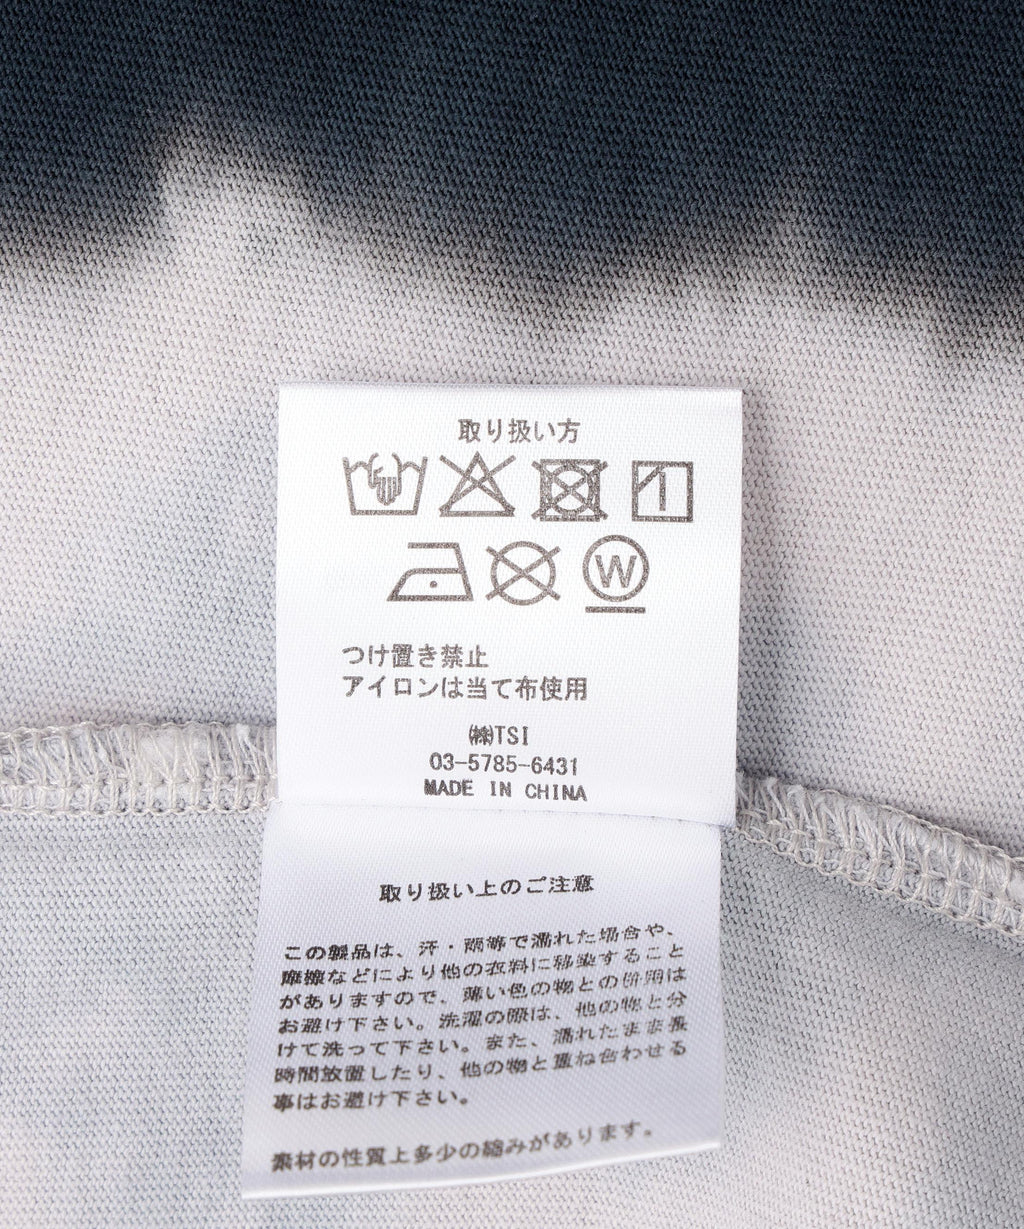 取り扱い方
W
つけ置き禁止
アイロンは当て布使用
㈱TSI
03-5785-6431
MADE IN CHINA
取り扱い上のご注意
この製品は、汗・雨等で濡れた場合や、
摩擦などにより他の衣料に移染すること
がありますので、薄い色の物との併用は
お避け下さい。洗濯の際は、他の物と分
けて洗って下さい。また、濡れたまま長
時間放置したり、他の物と重ね合わせる
事はお避け下さい。
素材の性質上多少の縮みがあります。